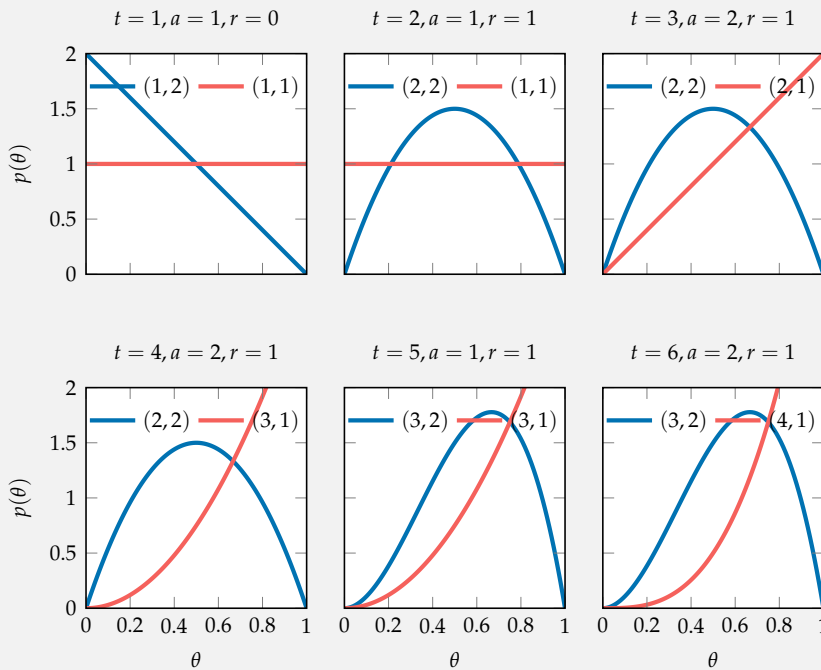 t = 1, a = 1, r = 0
t = 2, a = 1, r = 1
t = 3, a = 2, r = 1
p(θ)
2
1.5
1
0.5
0
(1, 2) (1, 1)
(2, 2) (1, 1)
(2, 2) (2, 1)
t = 4, a = 2, r = 1
t = 5, a = 1, r = 1
t = 6, a = 2, r = 1
p(θ)
2
1.5
1
0.5
0
(2, 2) (3, 1)
(3, 2) (3, 1)
(3, 2) (4, 1)
0 0.2 0.4 0.6 0.8 1
0 0.2 0.4 0.6 0.8 1
0 0.2 0.4 0.6 0.8 1
θ
θ
θ